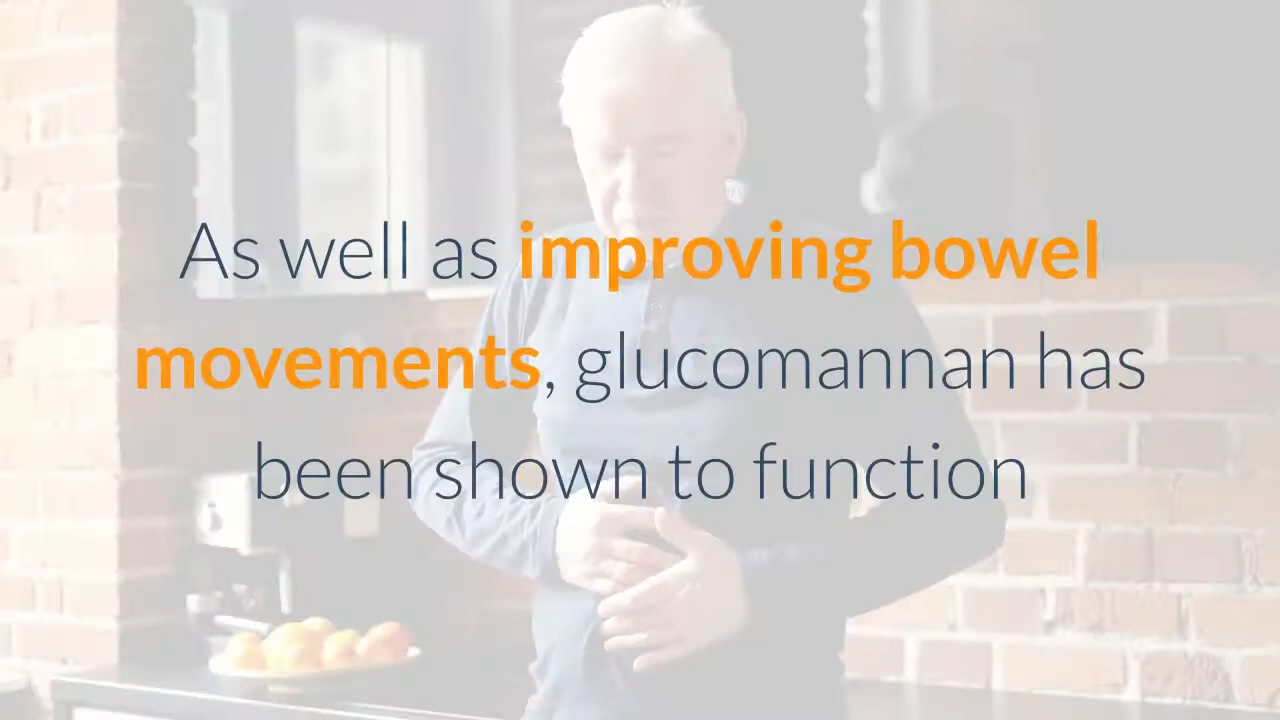 As well as improving bowel
movements, glucomannan has
been shown to function